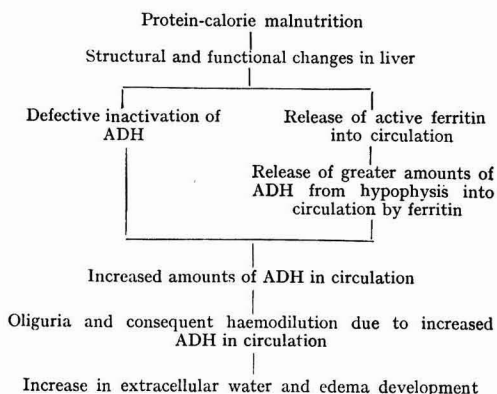 Protein-calorie malnutrition
Structural and functional changes in liver
Defective inactivation of
ADH
Release of active ferritin
into circulation
Release of greater amounts of
ADH from hypophysis into
circulation by ferritin
Increased amounts of ADH in circulation
Oliguria and consequent haemodilution due to increased
ADH in circulation
Increase in extracellular water and edema development